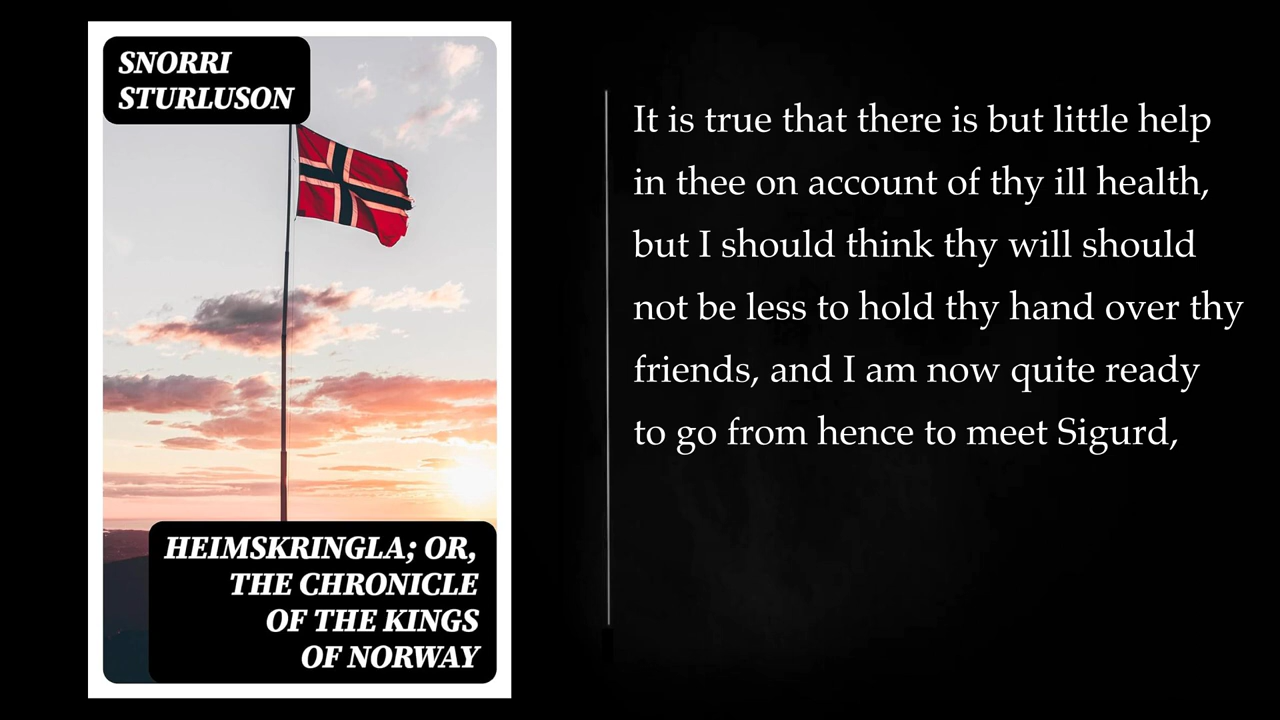 SNORRI
STURLUSON
HEIMSKRINGLA; OR,
THE CHRONICLE
OF THE KINGS
OF NORWAY
It is true that there is but little help
in thee on account of thy ill health,
but I should think thy will should
not be less to hold thy hand over thy
friends, and I am now quite ready
to go from hence to meet Sigurd,